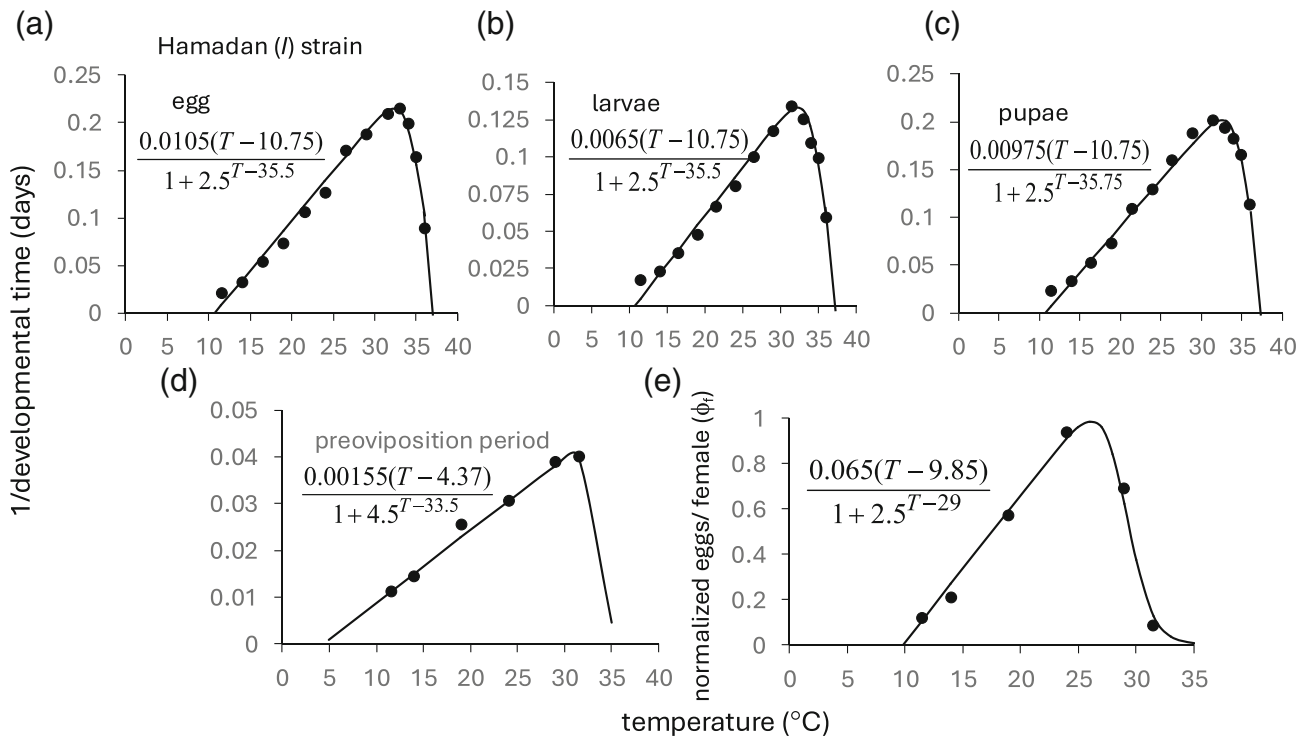 (a)
Hamadan (I) strain
egg
0.0105(T −10.75)
1+2.5^{T−35.5}
0.25
0.2
0.15
0.1
0.05
0
0 5 10 15 20 25 30 35 40
(b)
larvae
0.0065(T −10.75)
1+2.5^{T−35.5}
0.15
0.125
0.1
0.075
0.05
0.025
0
0 5 10 15 20 25 30 35 40
(c)
pupae
0.00975(T −10.75)
1+2.5^{T−35.75}
0.25
0.2
0.15
0.1
0.05
0
0 5 10 15 20 25 30 35 40
1/developmental time (days)
(d)
preoviposition period
0.00155(T −4.37)
1+4.5^{T−33.5}
0.05
0.04
0.03
0.02
0.01
0
0 5 10 15 20 25 30 35 40
(e)
normalized eggs/ female (ϕf)
0.065(T −9.85)
1+2.5^{T−29}
1
0.8
0.6
0.4
0.2
0
0 5 10 15 20 25 30 35
temperature (°C)